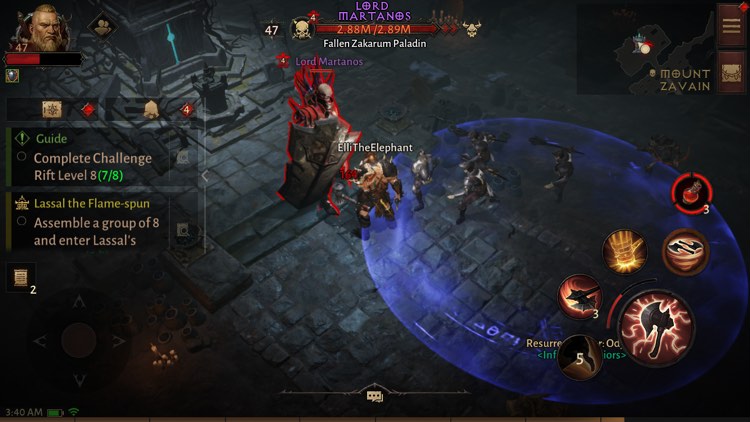 LORD
MARTANOS
4
47
2.88M/2.89M
Fallen Zakarum Paladin
47
4
Lord Martanos
MOUNT
ZAVAIN
4
Guide
Complete Challenge
Rift Level 8(7/8)
ElliTheElephant
Lassal the Flame-spun
Assemble a group of 8
and enter Lassal's
3
2
3
5
3:40 AM